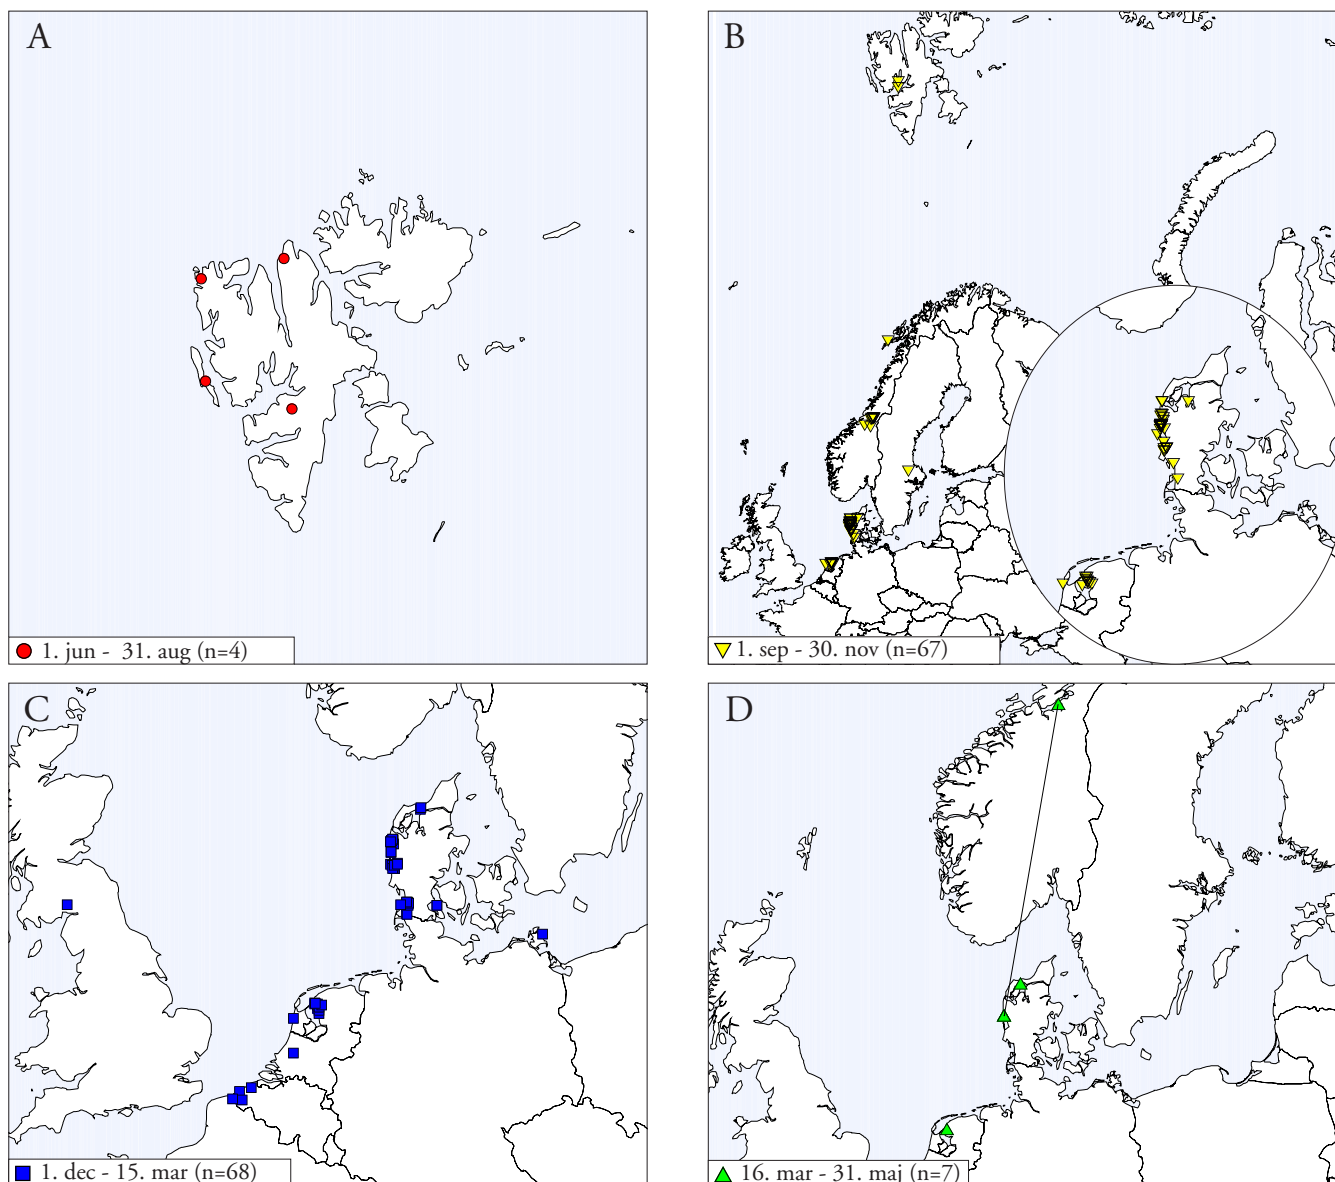 A
1. jun - 31. aug (n=4)
B
1. sep - 30. nov (n=67)
C
1. dec - 15. mar (n=68)
D
16. mar - 31. maj (n=7)